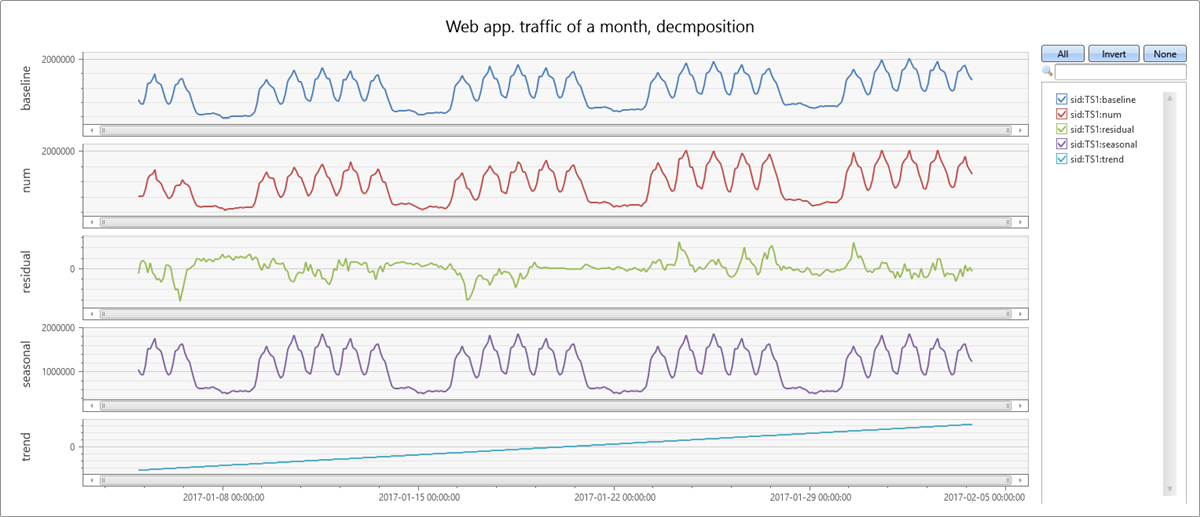 Web app. traffic of a month, decmposition
All Invert None
baseline
2000000
num
2000000
residual
0
seasonal
2000000
1000000
trend
0
2017-01-08 00:00:00 2017-01-15 00:00:00 2017-01-22 00:00:00 2017-01-29 00:00:00 2017-02-05 00:00:00
sid:TS1:baseline
sid:TS1:num
sid:TS1:residual
sid:TS1:seasonal
sid:TS1:trend